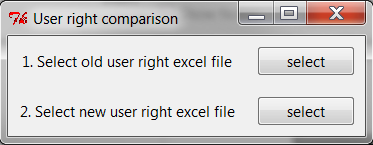 User right comparison
1. Select old user right excel file select
2. Select new user right excel file select